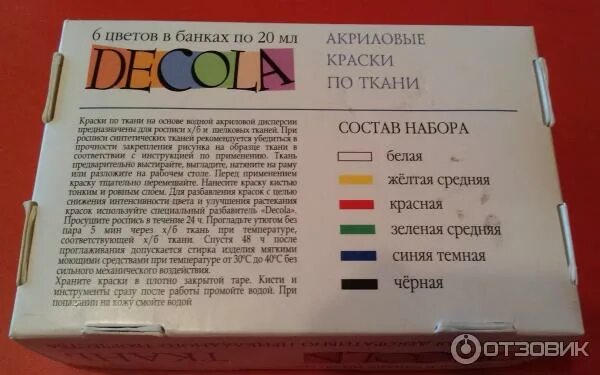 6 цветов в банках по 20 мл
DECOLA
АКРИЛОВЫЕ
КРАСКИ
ПО ТКАНИ
Краски по ткани на основе водной акриловой дисперсии
предназначены для росписи х/б и шелковых тканей. При
росписи синтетических тканей рекомендуется убедиться в
прочности закрепления рисунка на образце ткани в
соответствии с инструкцией по применению. Ткань
предварительно выстирайте, выгладите, натяните на раму
или разложите на рабочем столе. Перед применением
краску тщательно перемешайте. Нанесите краску кистью
тонким и ровным слоем. Для разбавления красок с целью
снижения интенсивности цвета и улучшения растекания
красок используйте специальный разбавитель «Decola».
Просушите роспись в течение 24 ч. Прогладьте утюгом без
пара 5 мин через х/б ткань при температуре,
соответствующей х/б ткани. Спустя 48 ч после
проглаживания допускается стирка изделия мягкими
моющими средствами при температуре от 30°C до 40°C без
сильного механического воздействия.
Храните краски в плотно закрытой таре. Кисти и
инструменты сразу после работы промойте водой. При
попадании на кожу смойте водой
СОСТАВ НАБОРА
белая
жёлтая средняя
красная
зеленая средняя
синяя темная
чёрная
ОТЗОВИК